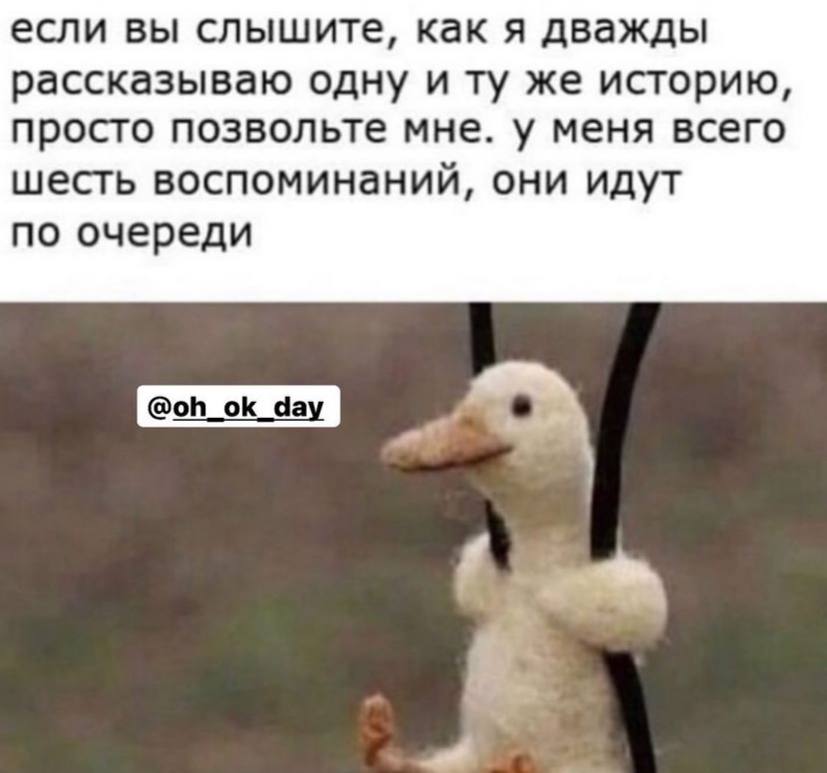 если вы слышите, как я дважды
рассказываю одну и ту же историю,
просто позвольте мне. у меня всего
шесть воспоминаний, они идут
по очереди
@oh_ok_day